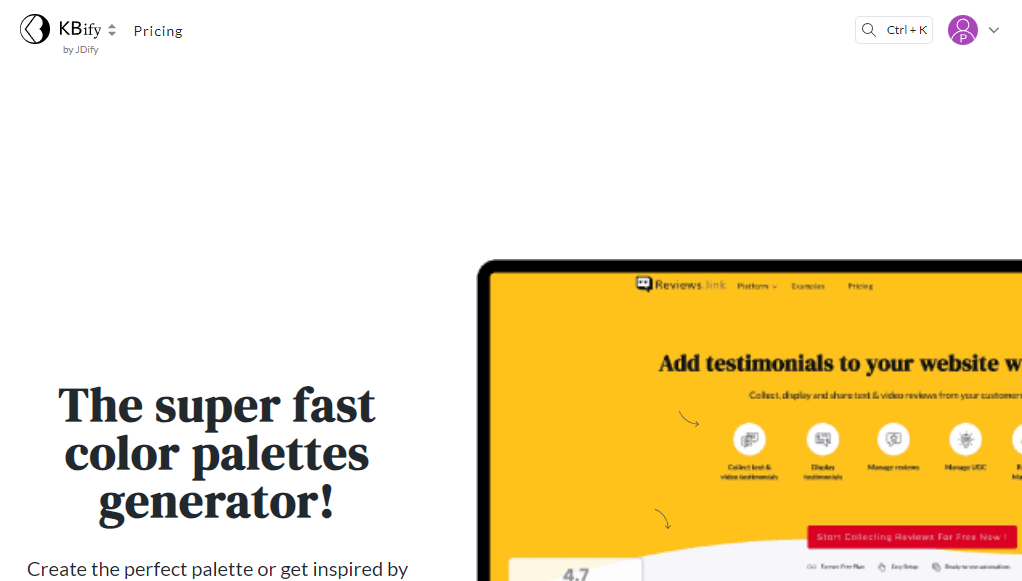 KBify
Pricing
by JDify
Ctrl + K
P
Reviews.link
Platform
Examples
Pricing
Add testimonials to your website w
Collect, display and share text & video reviews from your customers
Collect text &
video testimonials
Display
testimonials
Manage reviews
Manage UGC
Start Collecting Reviews For Free Now !
Forever Free Plan
Easy Setup
Ready-to-use automations
4.7
The super fast
color palettes
generator!
Create the perfect palette or get inspired by